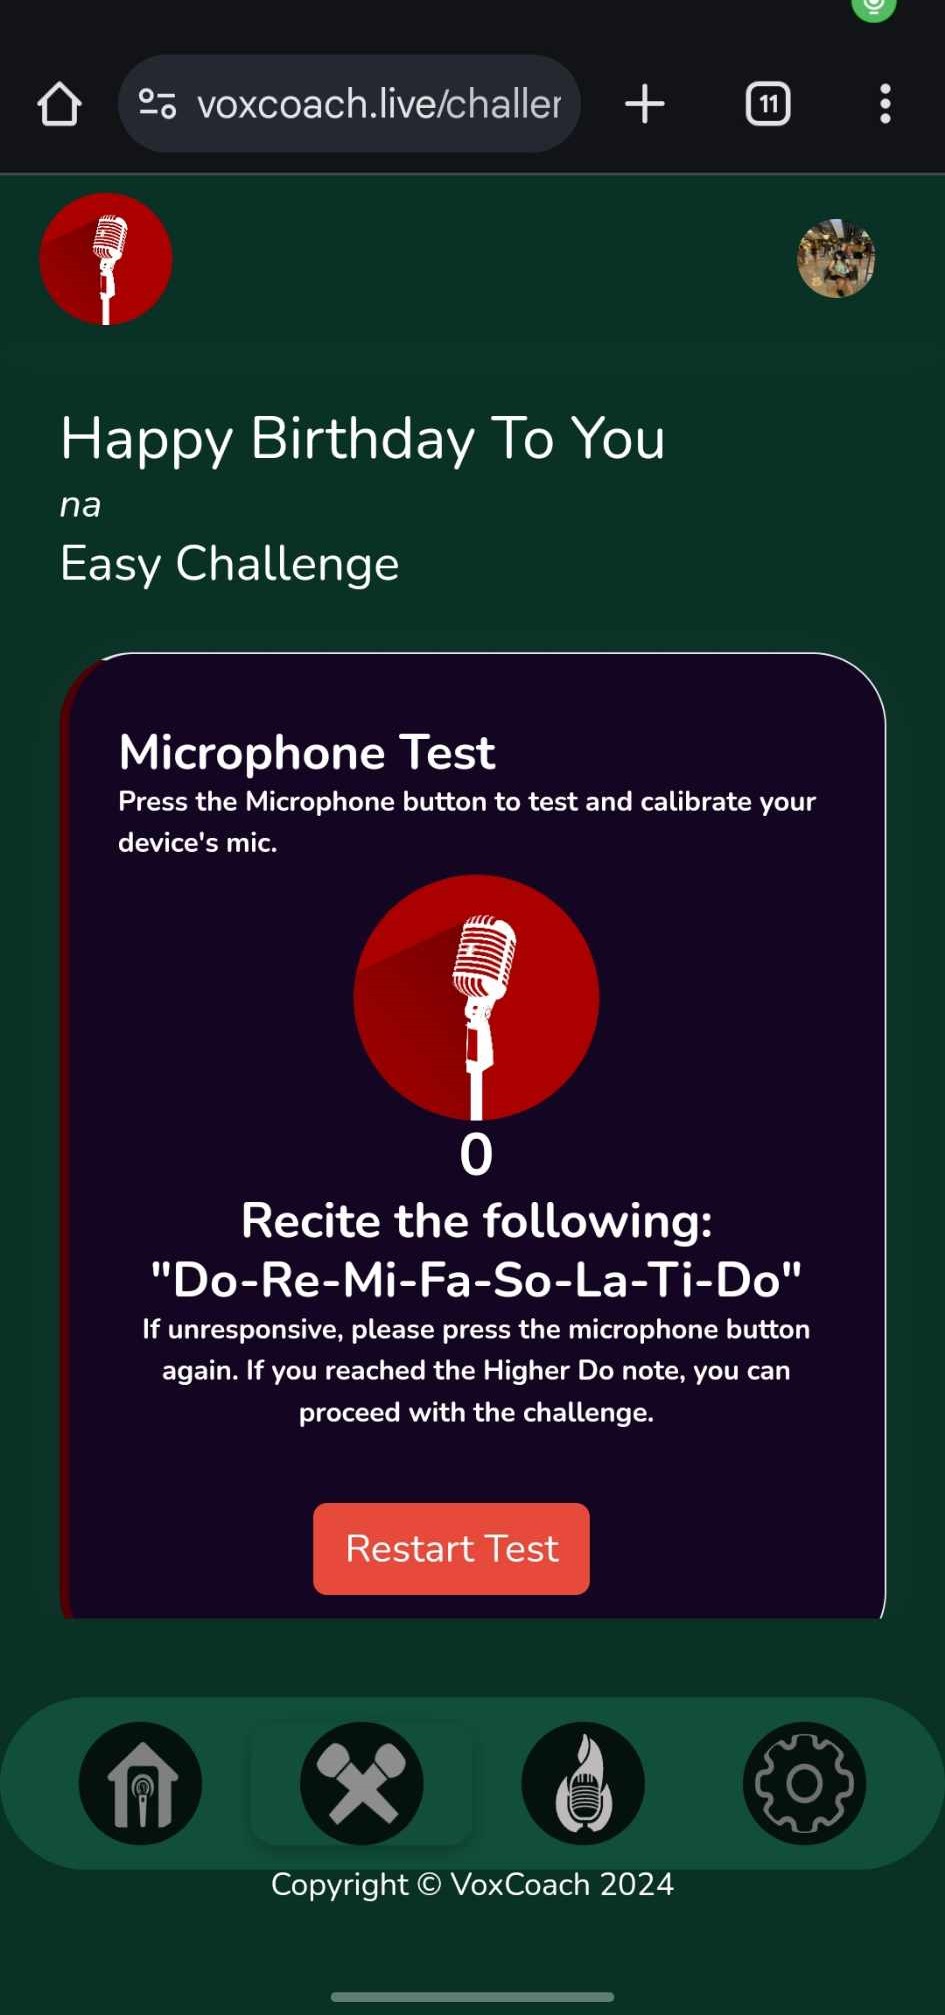 voxcoach.live/challer
11
Happy Birthday To You
na
Easy Challenge
Microphone Test
Press the Microphone button to test and calibrate your
device's mic.
0
Recite the following:
"Do-Re-Mi-Fa-So-La-Ti-Do"
If unresponsive, please press the microphone button
again. If you reached the Higher Do note, you can
proceed with the challenge.
Restart Test
Copyright © VoxCoach 2024